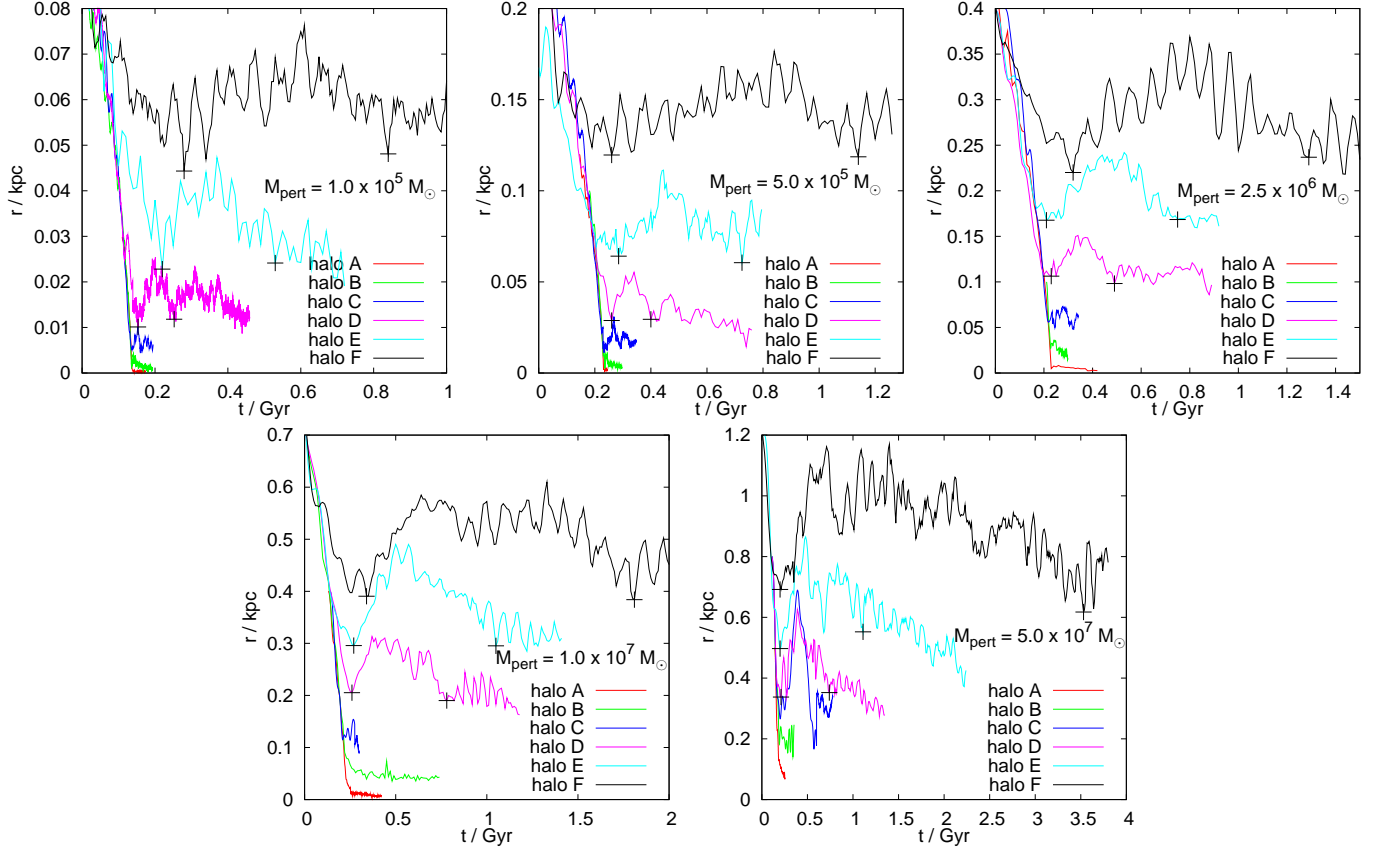 0.08
0.07
0.06
0.05
0.04
0.03
0.02
0.01
0
r / kpc
0 0.2 0.4 0.6 0.8 1
t / Gyr
M_pert = 1.0 x 10^5 M_☉
halo A
halo B
halo C
halo D
halo E
halo F
0.2
0.15
0.1
0.05
0
r / kpc
0 0.2 0.4 0.6 0.8 1 1.2
t / Gyr
M_pert = 5.0 x 10^5 M_☉
halo A
halo B
halo C
halo D
halo E
halo F
0.4
0.35
0.3
0.25
0.2
0.15
0.1
0.05
0
r / kpc
0 0.2 0.4 0.6 0.8 1 1.2 1.4
t / Gyr
M_pert = 2.5 x 10^6 M_☉
halo A
halo B
halo C
halo D
halo E
halo F
0.7
0.6
0.5
0.4
0.3
0.2
0.1
0
r / kpc
0 0.5 1 1.5 2
t / Gyr
M_pert = 1.0 x 10^7 M_☉
halo A
halo B
halo C
halo D
halo E
halo F
1.2
1
0.8
0.6
0.4
0.2
0
r / kpc
0 0.5 1 1.5 2 2.5 3 3.5 4
t / Gyr
M_pert = 5.0 x 10^7 M_☉
halo A
halo B
halo C
halo D
halo E
halo F